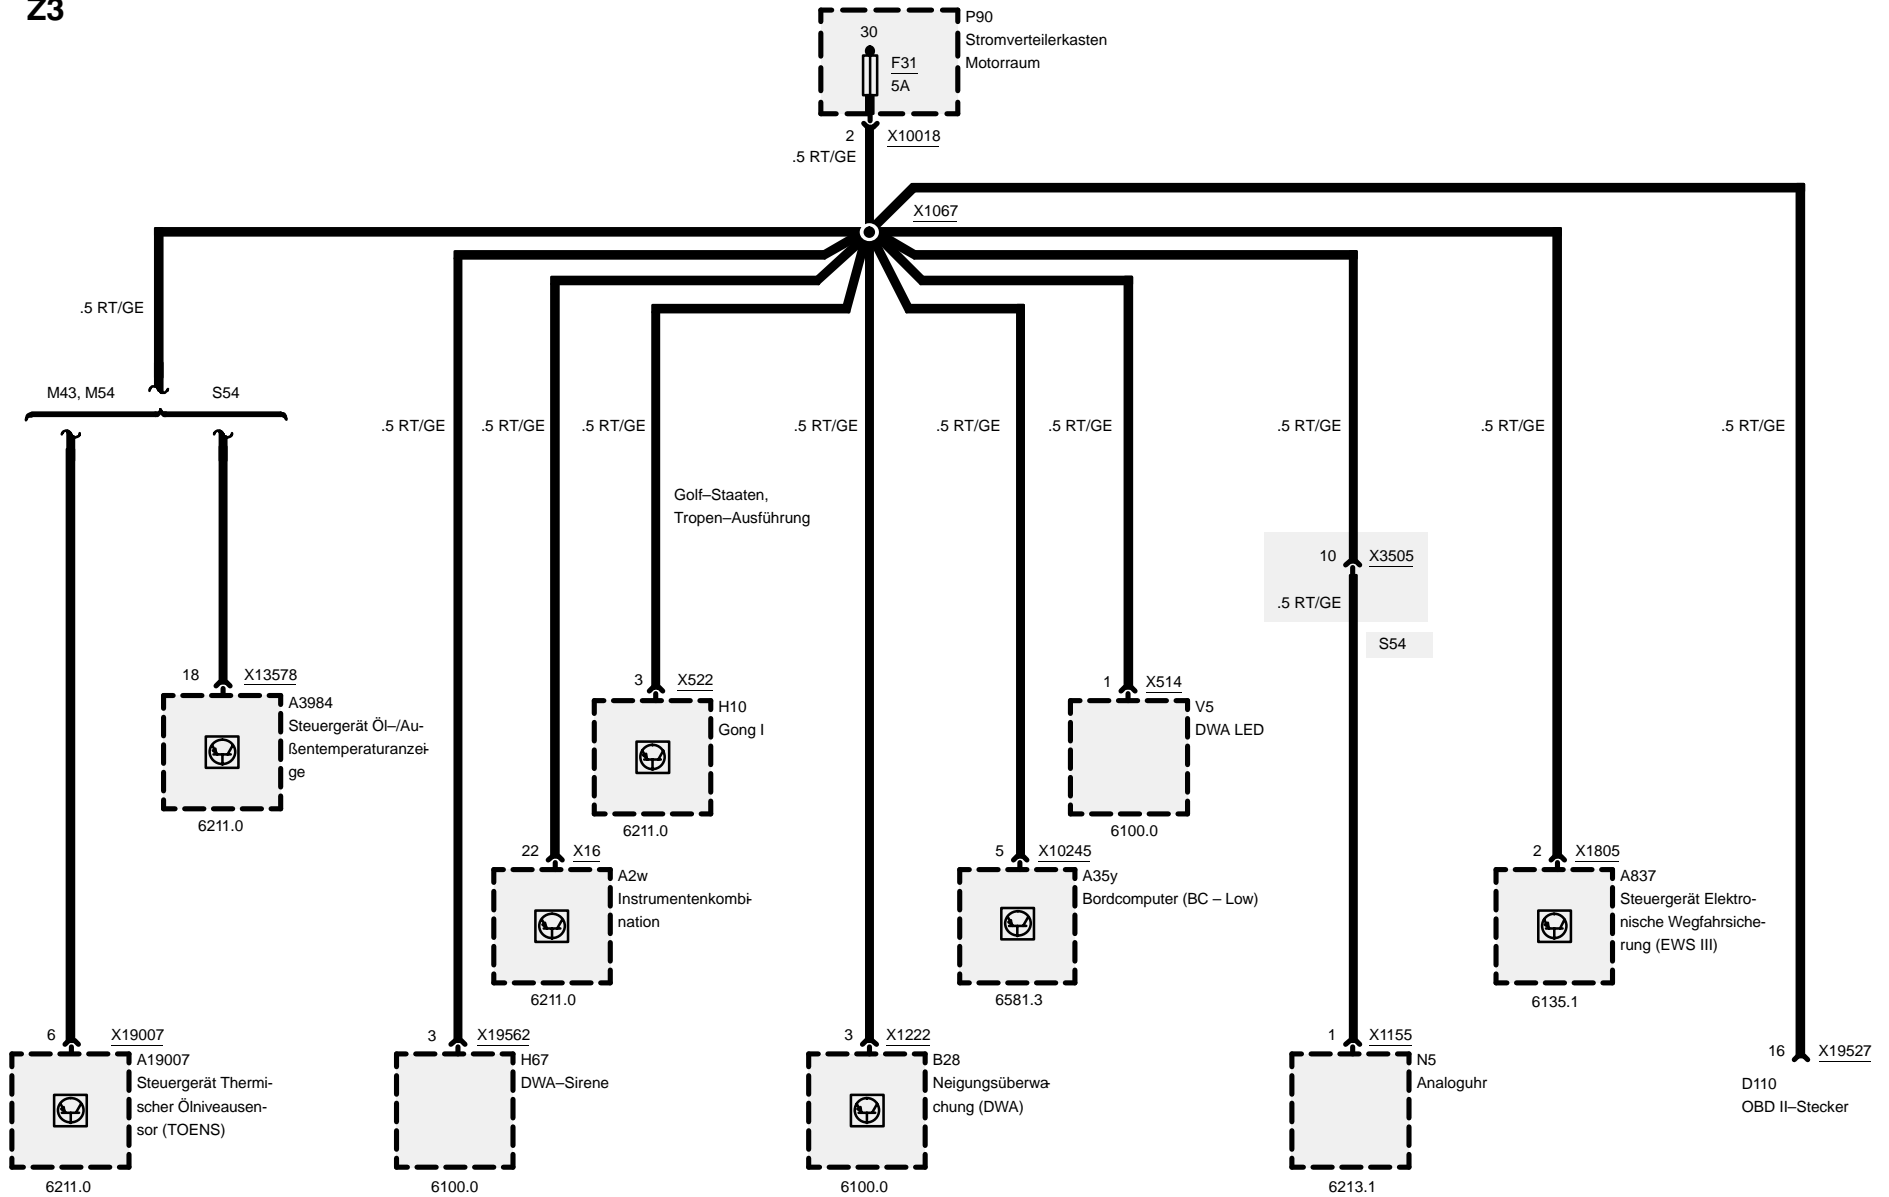 Z3
P90
Stromverteilerkasten
Motorraum
30
F31
5A
2
X10018
.5 RT/GE
X1067
.5 RT/GE
M43, M54
S54
.5 RT/GE
.5 RT/GE
.5 RT/GE
.5 RT/GE
.5 RT/GE
.5 RT/GE
.5 RT/GE
.5 RT/GE
.5 RT/GE
Golf–Staaten,
Tropen–Ausführung
10
X3505
.5 RT/GE
S54
18
X13578
A3984
Steuergerät Öl–/Au-
ßentemperaturanzei-
ge
6211.0
3
X522
H10
Gong I
6211.0
1
X514
V5
DWA LED
6100.0
22
X16
A2w
Instrumentenkombi-
nation
6211.0
5
X10245
A35y
Bordcomputer (BC – Low)
6581.3
2
X1805
A837
Steuergerät Elektro-
nische Wegfahrsiche-
rung (EWS III)
6135.1
6
X19007
A19007
Steuergerät Thermi-
scher Ölniveausen-
sor (TOENS)
6211.0
3
X19562
H67
DWA–Sirene
6100.0
3
X1222
B28
Neigungsüberwa-
chung (DWA)
6100.0
1
X1155
N5
Analoguhr
6213.1
16
X19527
D110
OBD II–Stecker